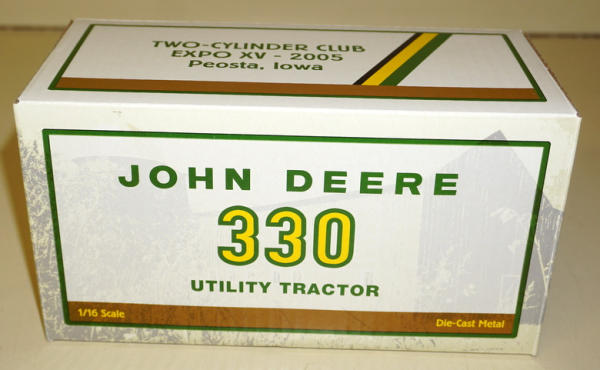 TWO-CYLINDER CLUB
EXPO XV - 2005
Peosta, Iowa
JOHN DEERE
330
UTILITY TRACTOR
1/16 Scale
Die-Cast Metal